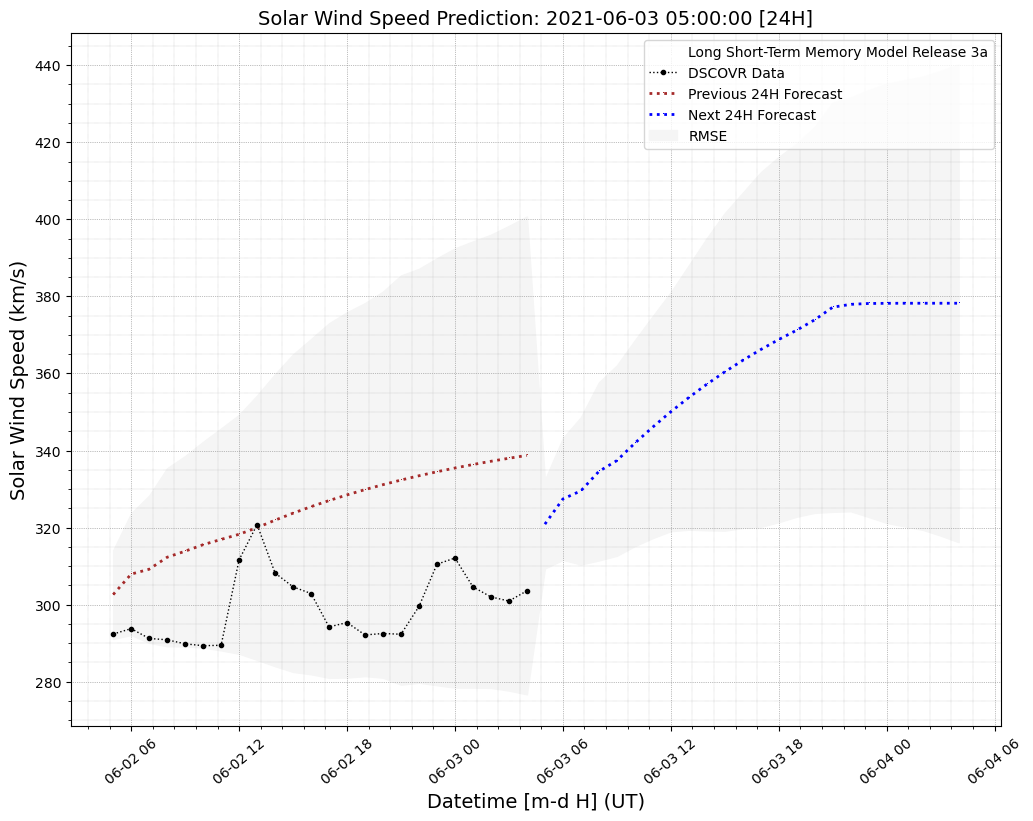 Solar Wind Speed Prediction: 2021-06-03 05:00:00 [24H]
Long Short-Term Memory Model Release 3a
DSCOVR Data
Previous 24H Forecast
Next 24H Forecast
RMSE
Solar Wind Speed (km/s)
440
420
400
380
360
340
320
300
280
06-02 06
06-02 12
06-02 18
06-03 00
06-03 06
06-03 12
06-03 18
06-04 00
06-04 06
Datetime [m-d H] (UT)